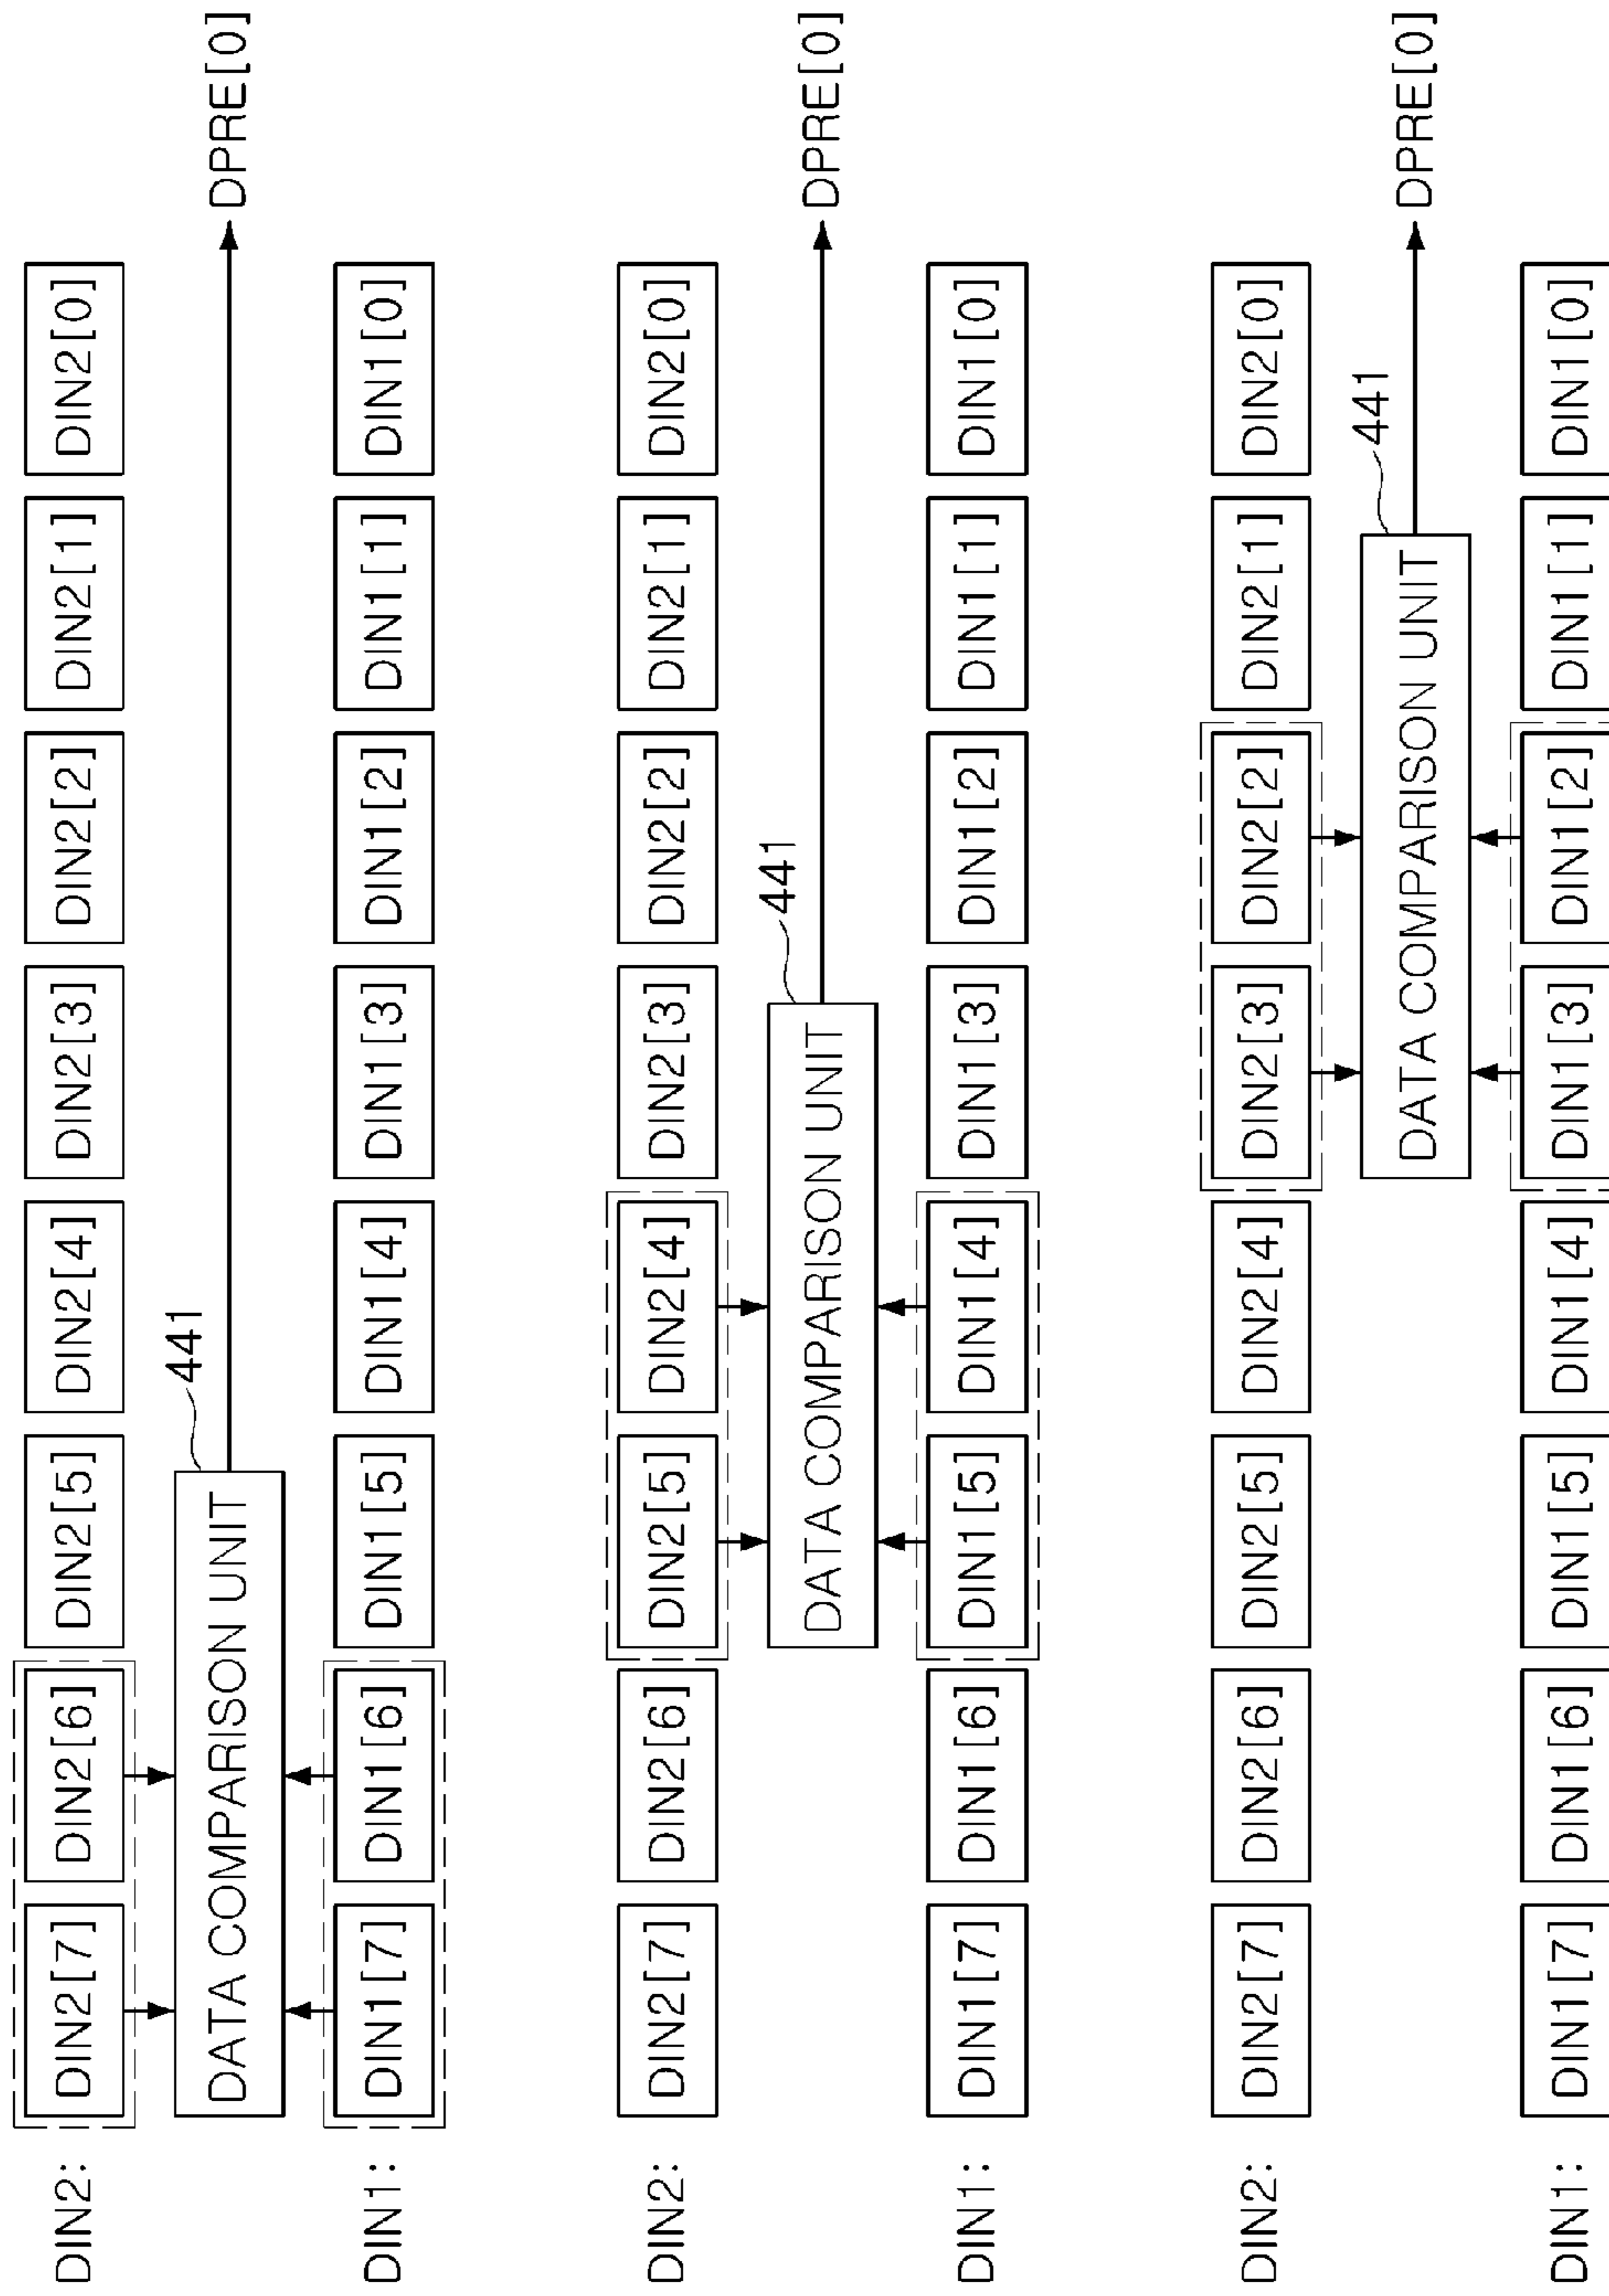 DIN2: DIN2[7] DIN2[6] DIN2[5] DIN2[4] DIN2[3] DIN2[2] DIN2[1] DIN2[0]
441
DATA COMPARISON UNIT DPRE[0]
DIN1: DIN1[7] DIN1[6] DIN1[5] DIN1[4] DIN1[3] DIN1[2] DIN1[1] DIN1[0]
DIN2: DIN2[7] DIN2[6] DIN2[5] DIN2[4] DIN2[3] DIN2[2] DIN2[1] DIN2[0]
441
DATA COMPARISON UNIT DPRE[0]
DIN1: DIN1[7] DIN1[6] DIN1[5] DIN1[4] DIN1[3] DIN1[2] DIN1[1] DIN1[0]
DIN2: DIN2[7] DIN2[6] DIN2[5] DIN2[4] DIN2[3] DIN2[2] DIN2[1] DIN2[0]
441
DATA COMPARISON UNIT DPRE[0]
DIN1: DIN1[7] DIN1[6] DIN1[5] DIN1[4] DIN1[3] DIN1[2] DIN1[1] DIN1[0]